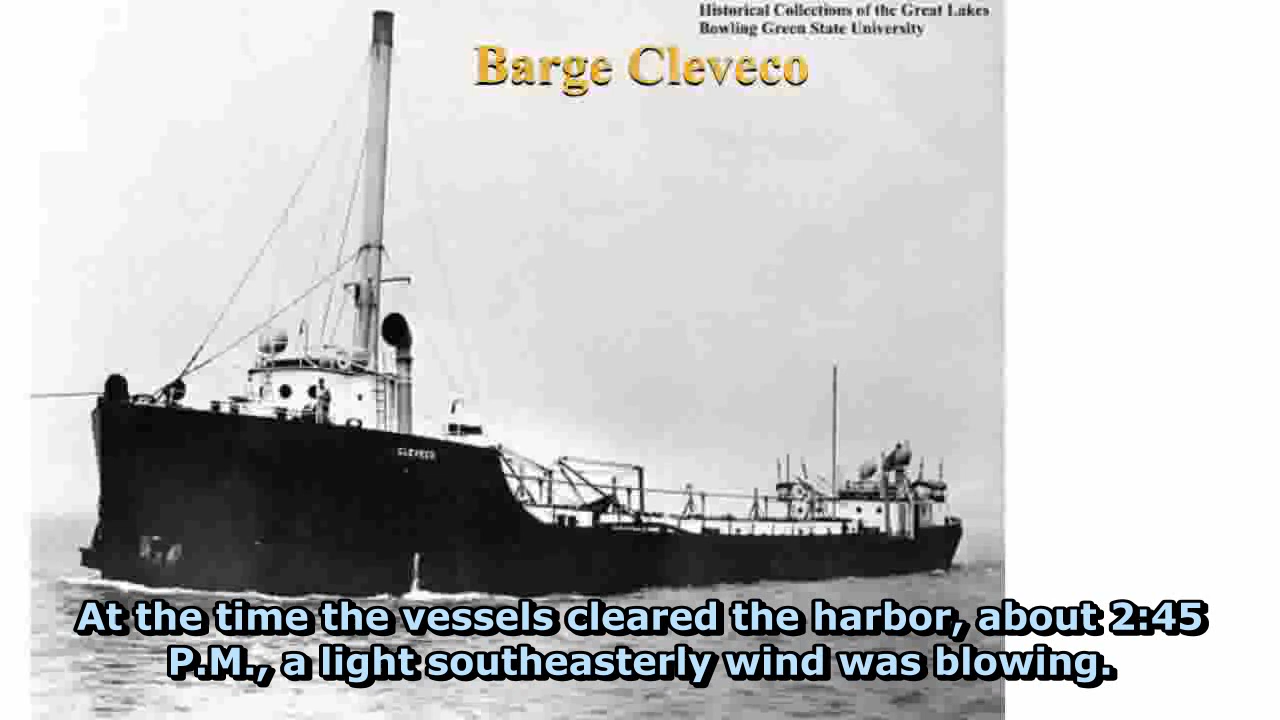 Historical Collections of the Great Lakes
Bowling Green State University
Barge Cleveco
CLEVECO
At the time the vessels cleared the harbor, about 2:45
P.M., a light southeasterly wind was blowing.